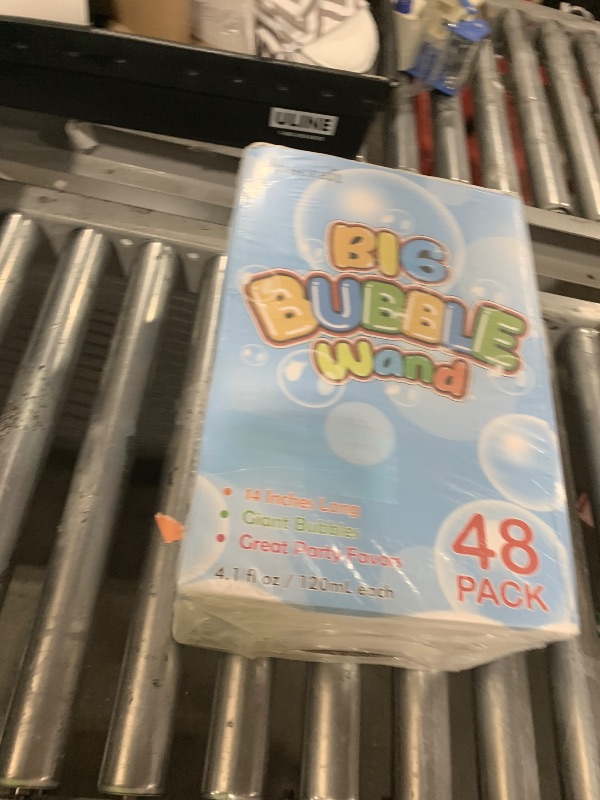 ULINE
BIG
BUBBLE
Wand
14 Inches Long
Giant Bubbles
Great Party Favors
4.1 fl oz / 120mL each
48
PACK